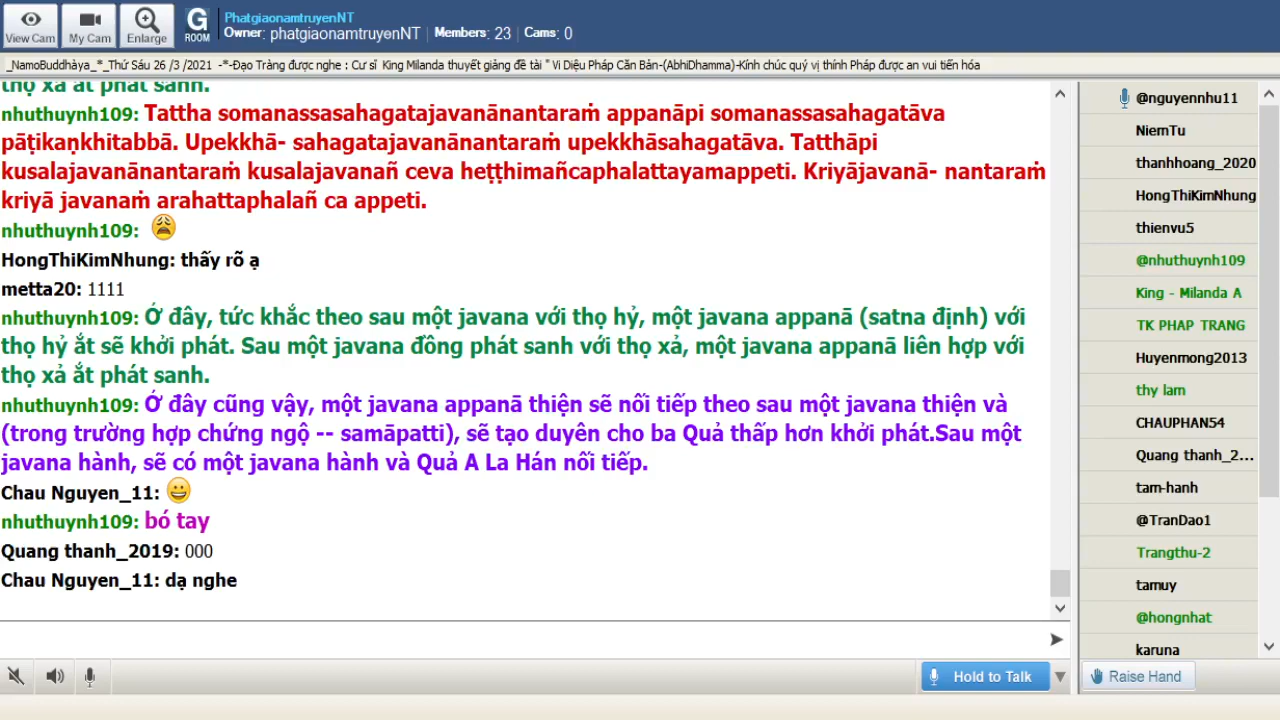 View Cam
My Cam
Enlarge
G
ROOM
PhatgiaonamtruyenNT
Owner: phatgiaonamtruyenNT | Members: 23 | Cams: 0
_NamoBuddhàya_*_Thứ Sáu 26 /3 /2021 -*-Đạo Tràng được nghe : Cư sĩ King Milanda thuyết giảng đề tài " Vi Diệu Pháp Căn Bản-(AbhiDhamma)-Kính chúc quý vị thính Pháp được an vui tiến hóa
thọ xả ắt phát sanh.
nhuthuynh109: Tattha somanassasahagatajavanānantaraṁ appanāpi somanassasahagatāva
pāṭikaṇkhitabbā. Upekkhā- sahagatajavanānantaraṁ upekkhāsahagatāva. Tatthāpi
kusalajavanānantaraṁ kusalajavanañ ceva heṭṭhimañcaphalattayamappeti. Kriyājavanā- nantaraṁ
kriyā javanaṁ arahattaphalañ ca appeti.
nhuthuynh109:
HongThiKimNhung: thấy rõ ạ
metta20: 1111
nhuthuynh109: Ở đây, tức khắc theo sau một javana với thọ hỷ, một javana appanā (satna định) với
thọ hỷ ắt sẽ khởi phát. Sau một javana đồng phát sanh với thọ xả, một javana appanā liên hợp với
thọ xả ắt phát sanh.
nhuthuynh109: Ở đây cũng vậy, một javana appanā thiện sẽ nối tiếp theo sau một javana thiện và
(trong trường hợp chứng ngộ -- samāpatti), sẽ tạo duyên cho ba Quả thấp hơn khởi phát.Sau một
javana hành, sẽ có một javana hành và Quả A La Hán nối tiếp.
Chau Nguyen_11:
nhuthuynh109: bó tay
Quang thanh_2019: 000
Chau Nguyen_11: dạ nghe
@nguyennhu11
NiemTu
thanhhoang_2020
HongThiKimNhung
thienvu5
@nhuthuynh109
King - Milanda A
TK PHAP TRANG
Huyenmong2013
thy lam
CHAUPHAN54
Quang thanh_2...
tam-hanh
@TranDao1
Trangthu-2
tamuy
@hongnhat
karuna
Hold to Talk
Raise Hand